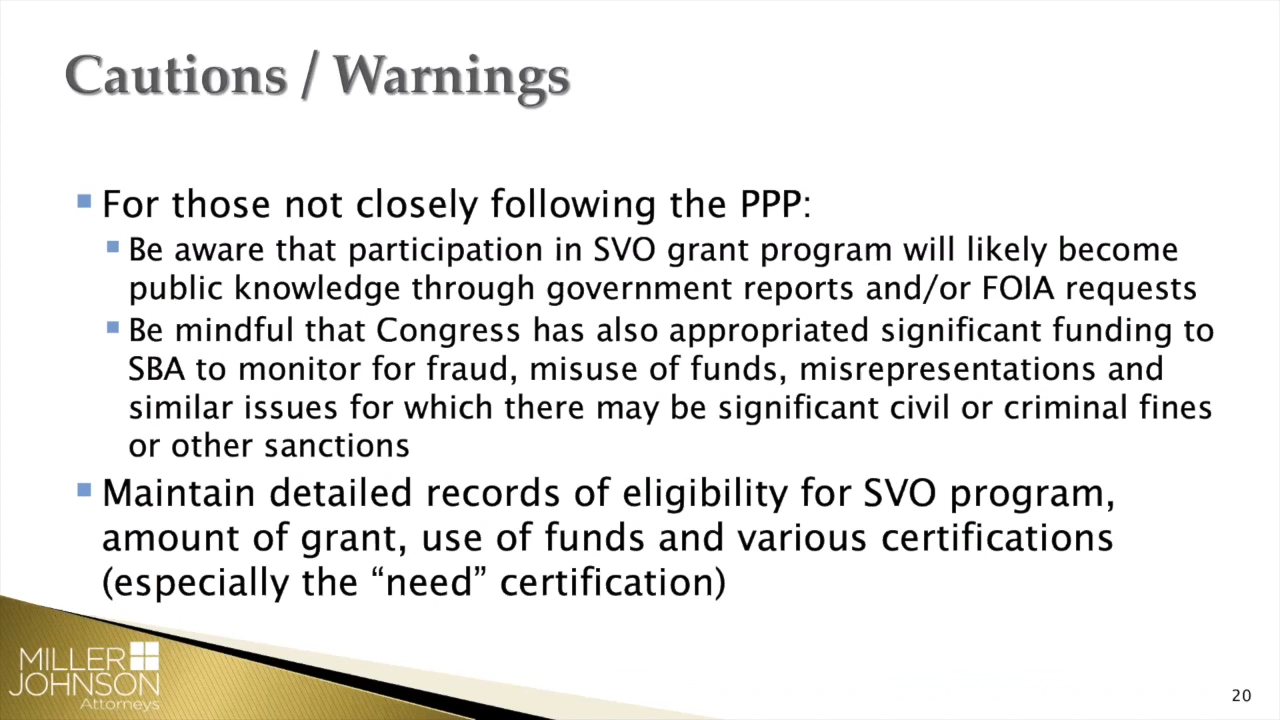 Cautions / Warnings
For those not closely following the PPP:
Be aware that participation in SVO grant program will likely become
public knowledge through government reports and/or FOIA requests
Be mindful that Congress has also appropriated significant funding to
SBA to monitor for fraud, misuse of funds, misrepresentations and
similar issues for which there may be significant civil or criminal fines
or other sanctions
Maintain detailed records of eligibility for SVO program,
amount of grant, use of funds and various certifications
(especially the “need” certification)
MILLER
JOHNSON
Attorneys
20